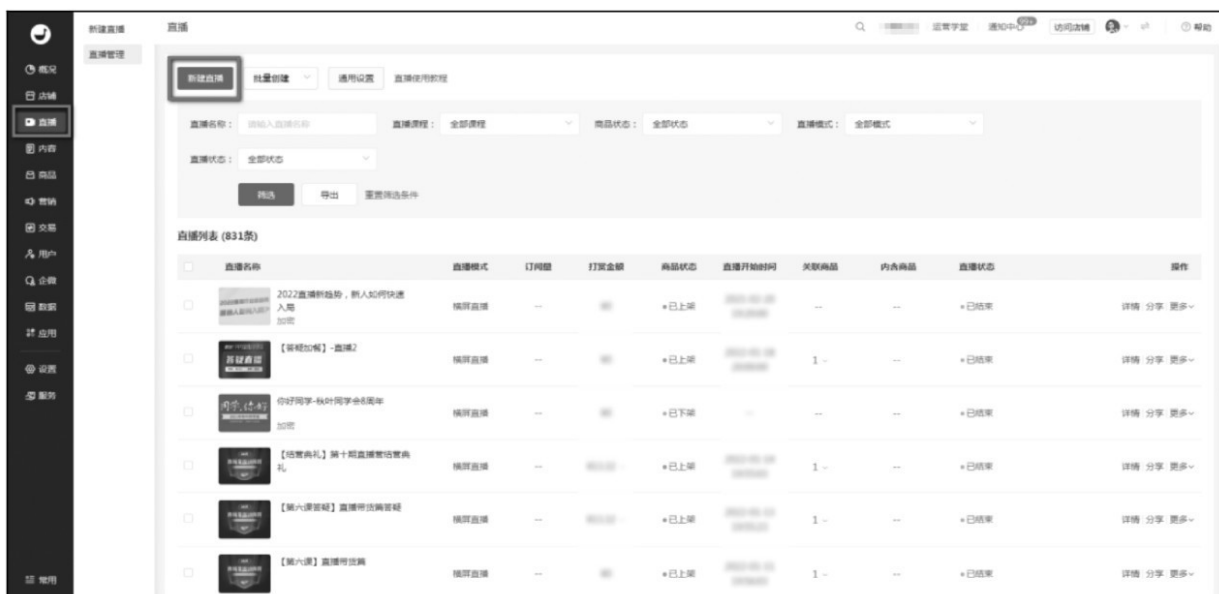 新建直播
直播管理
直播
运营学堂
通知中心
99+
访问店铺
帮助
概况
店铺
直播
内容
商品
营销
交易
用户
企微
数据
应用
设置
服务
常用
新建直播
批量创建
通用设置
直播使用教程
直播名称：
请输入直播名称
直播课程：
全部课程
商品状态：
全部状态
直播模式：
全部模式
直播状态：
全部状态
筛选
导出
重置筛选条件
直播列表 (831条)
直播名称 直播模式 订阅量 打赏金额 商品状态 直播开始时间 关联商品 内含商品 直播状态 操作
2022直播新趋势，新人如何快速
入局
加密
横屏直播 -- 已上架 -- -- 已结束 详情 分享 更多
答疑直播
【答疑加餐】-直播2
横屏直播 -- 已上架 1 -- 已结束 详情 分享 更多
同学，你好
你好同学-秋叶同学会8周年
加密
横屏直播 -- 已下架 -- -- -- 已结束 详情 分享 更多
【结营典礼】第十期直播营结营典
礼
横屏直播 -- 已上架 1 -- 已结束 详情 分享 更多
【第六课答疑】直播带货篇答疑
横屏直播 -- 已上架 1 -- 已结束 详情 分享 更多
【第六课】直播带货篇
横屏直播 -- 已上架 1 -- 已结束 详情 分享 更多